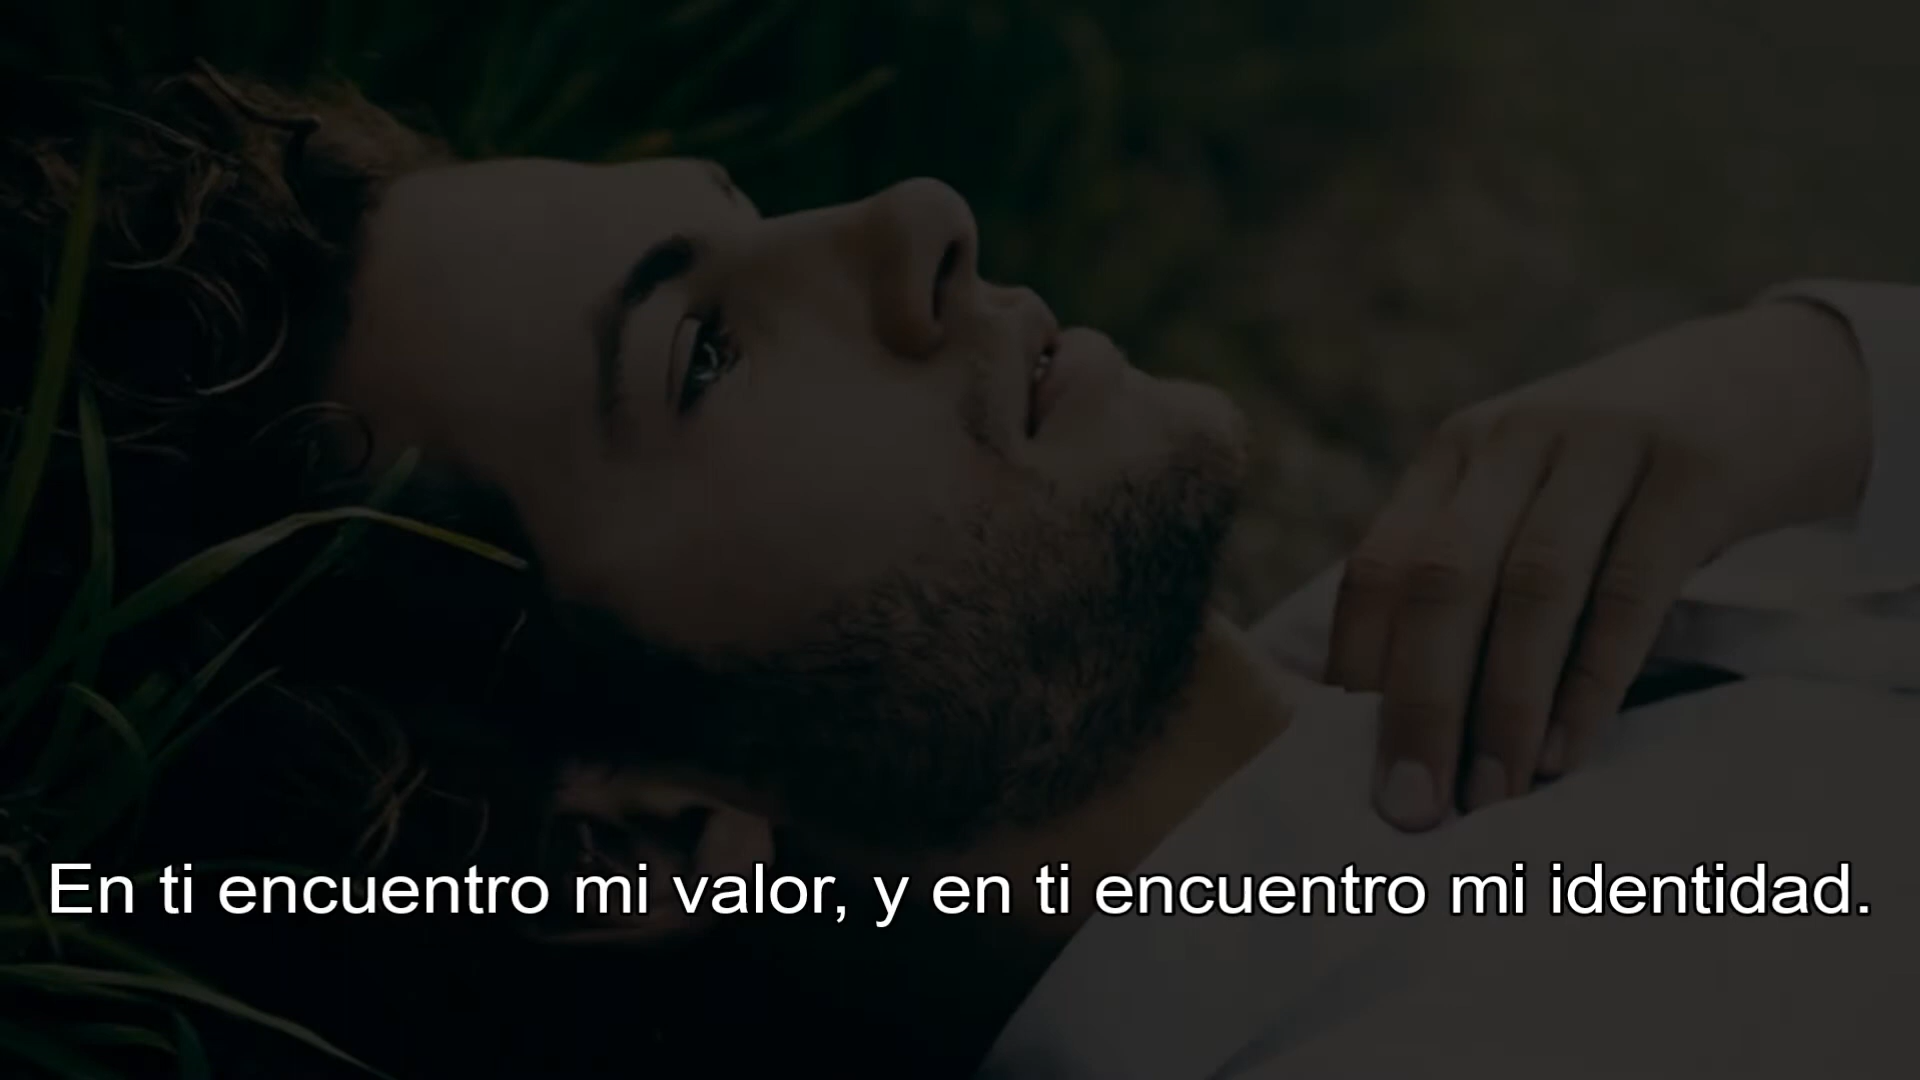 En ti encuentro mi valor, y en ti encuentro mi identidad.